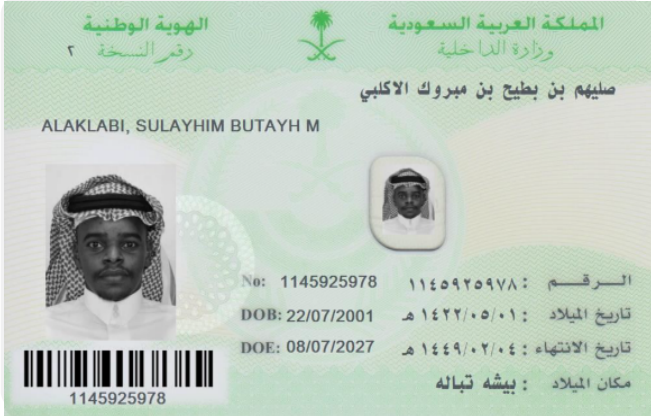 المملكة العربية السعودية
وزارة الداخلية
الهوية الوطنية
رقم النسخة ٢
صليهم بن بطيح بن مبروك الاكلبي
ALAKLABI, SULAYHIM BUTAYH M
الـرقـم : ١١٤٥٩٢٥٩٧٨ No: 1145925978
تاريخ الميلاد : ١٤٢٢/٠٥/٠١ هـ DOB: 22/07/2001
تاريخ الانتهاء : ١٤٤٩/٠٢/٠٤ هـ DOE: 08/07/2027
مكان الميلاد : بيشه تباله
1145925978